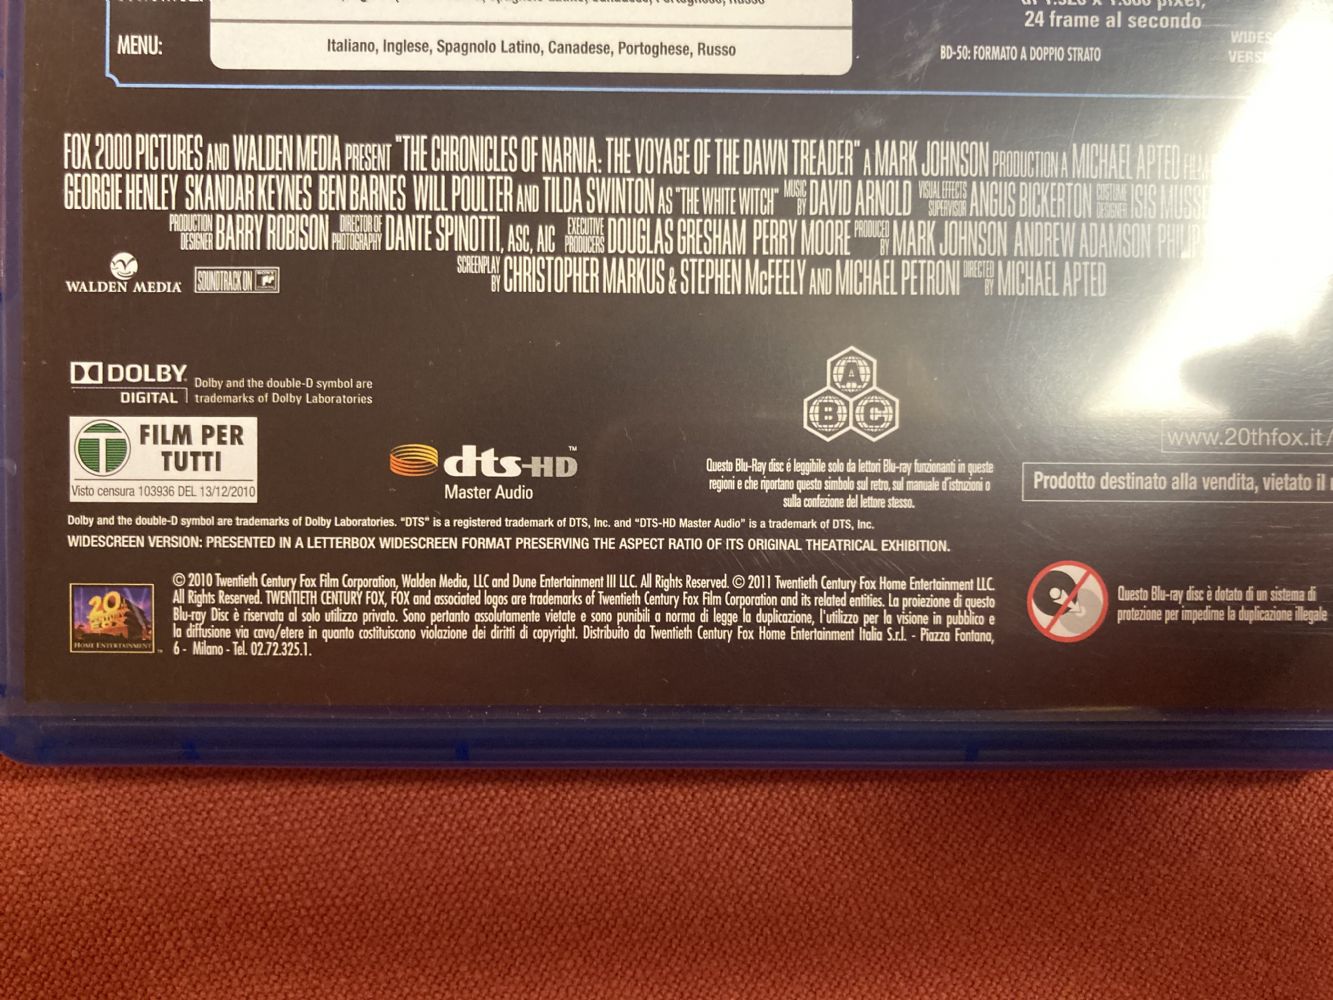 MENU:
Italiano, Inglese, Spagnolo Latino, Canadese, Portoghese, Russo
24 frame al secondo
BD-50: FORMATO A DOPPIO STRATO
FOX 2000 PICTURES AND WALDEN MEDIA PRESENT "THE CHRONICLES OF NARNIA: THE VOYAGE OF THE DAWN TREADER" A MARK JOHNSON PRODUCTION A MICHAEL APTED
GEORGIE HENLEY SKANDAR KEYNES BEN BARNES WILL POULTER AND TILDA SWINTON AS "THE WHITE WITCH" MUSIC BY DAVID ARNOLD VISUAL EFFECTS SUPERVISOR ANGUS BICKERTON COSTUME DESIGNER ISIS
PRODUCTION DESIGNER BARRY ROBISON DIRECTOR OF PHOTOGRAPHY DANTE SPINOTTI, ASC, AIC EXECUTIVE PRODUCERS DOUGLAS GRESHAM PERRY MOORE PRODUCED BY MARK JOHNSON ANDREW ADAMSON
SCREENPLAY BY CHRISTOPHER MARKUS & STEPHEN McFEELY AND MICHAEL PETRONI DIRECTED BY MICHAEL APTED
WALDEN MEDIA
SOUNDTRACK ON
DOLBY
DIGITAL
Dolby and the double-D symbol are
trademarks of Dolby Laboratories
T FILM PER
TUTTI
Visto censura 103936 DEL 13/12/2010
dts-HD™
Master Audio
A
B C
Questo Blu-Ray disc é leggibile solo da lettori Blu-ray funzionanti in queste
regioni e che riportano questo simbolo sul retro, sul manuale d'istruzioni o
sulla confezione del lettore stesso.
www.20thfox.it/
Prodotto destinato alla vendita, vietato il
Dolby and the double-D symbol are trademarks of Dolby Laboratories. "DTS" is a registered trademark of DTS, Inc. and "DTS-HD Master Audio" is a trademark of DTS, Inc.
WIDESCREEN VERSION: PRESENTED IN A LETTERBOX WIDESCREEN FORMAT PRESERVING THE ASPECT RATIO OF ITS ORIGINAL THEATRICAL EXHIBITION.
20
HOME ENTERTAINMENT
© 2010 Twentieth Century Fox Film Corporation, Walden Media, LLC and Dune Entertainment III LLC. All Rights Reserved. © 2011 Twentieth Century Fox Home Entertainment LLC.
All Rights Reserved. TWENTIETH CENTURY FOX, FOX and associated logos are trademarks of Twentieth Century Fox Film Corporation and its related entities. La proiezione di questo
Blu-ray Disc è riservata al solo utilizzo privato. Sono pertanto assolutamente vietate e sono punibili a norma di legge la duplicazione, l'utilizzo per la visione in pubblico e
la diffusione via cavo/etere in quanto costituiscono violazione dei diritti di copyright. Distribuito da Twentieth Century Fox Home Entertainment Italia S.r.l. - Piazza Fontana,
6 - Milano - Tel. 02.72.325.1.
Questo Blu-ray disc è dotato di un sistema di
protezione per impedirne la duplicazione illegale